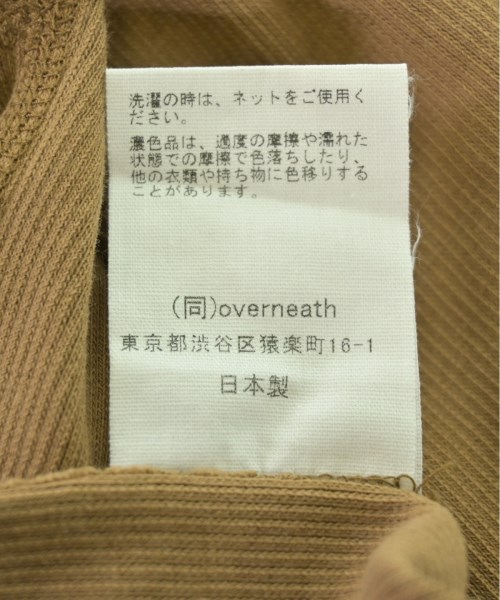 洗濯の時は、ネットをご使用く
ださい。
濃色品は、過度の摩擦や濡れた
状態での摩擦で色落ちしたり、
他の衣類や持ち物に色移りする
ことがあります。
(同)overneath
東京都渋谷区猿楽町16-1
日本製